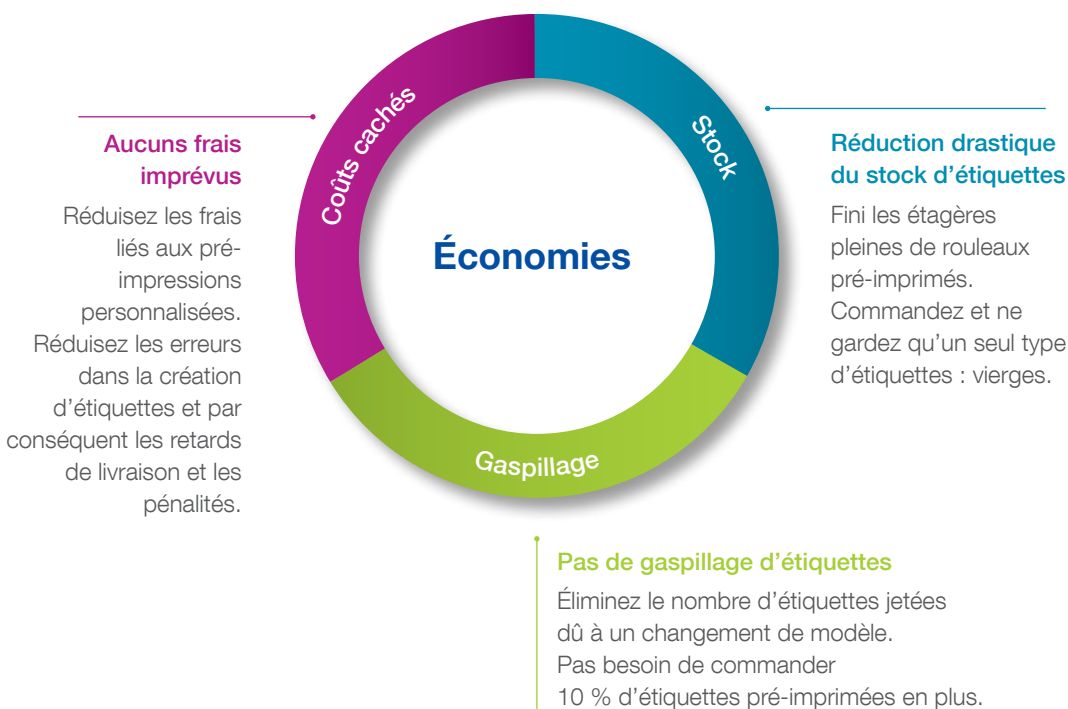 Coûts cachés
Stock
Gaspillage
Économies
Aucuns frais
imprévus
Réduisez les frais
liés aux pré-
impressions
personnalisées.
Réduisez les erreurs
dans la création
d’étiquettes et par
conséquent les retards
de livraison et les
pénalités.
Réduction drastique
du stock d’étiquettes
Fini les étagères
pleines de rouleaux
pré-imprimés.
Commandez et ne
gardez qu’un seul type
d’étiquettes : vierges.
Pas de gaspillage d’étiquettes
Éliminez le nombre d’étiquettes jetées
dû à un changement de modèle.
Pas besoin de commander
10 % d’étiquettes pré-imprimées en plus.